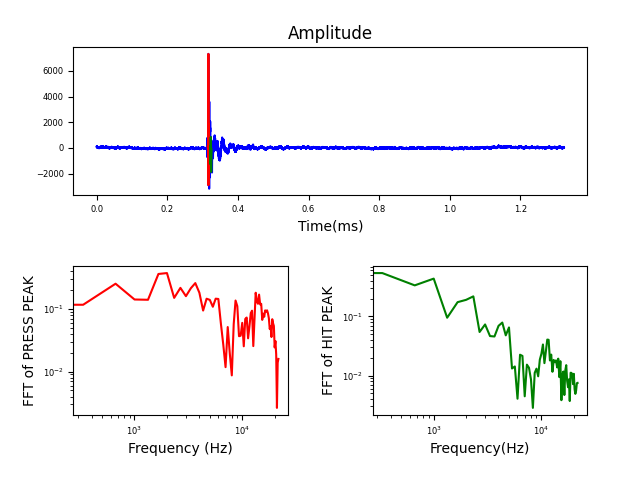 Amplitude
6000
4000
2000
0
−2000
0.0 0.2 0.4 0.6 0.8 1.0 1.2
Time(ms)
FFT of PRESS PEAK
10⁻¹
10⁻²
10³ 10⁴
Frequency (Hz)
FFT of HIT PEAK
10⁻¹
10⁻²
10³ 10⁴
Frequency(Hz)